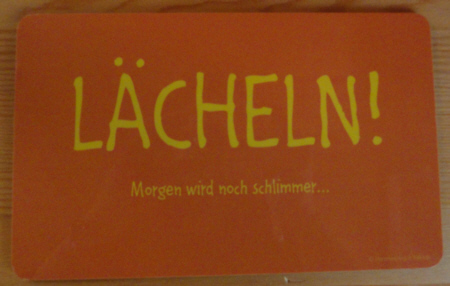 LÄCHELN!
Morgen wird noch schlimmer...